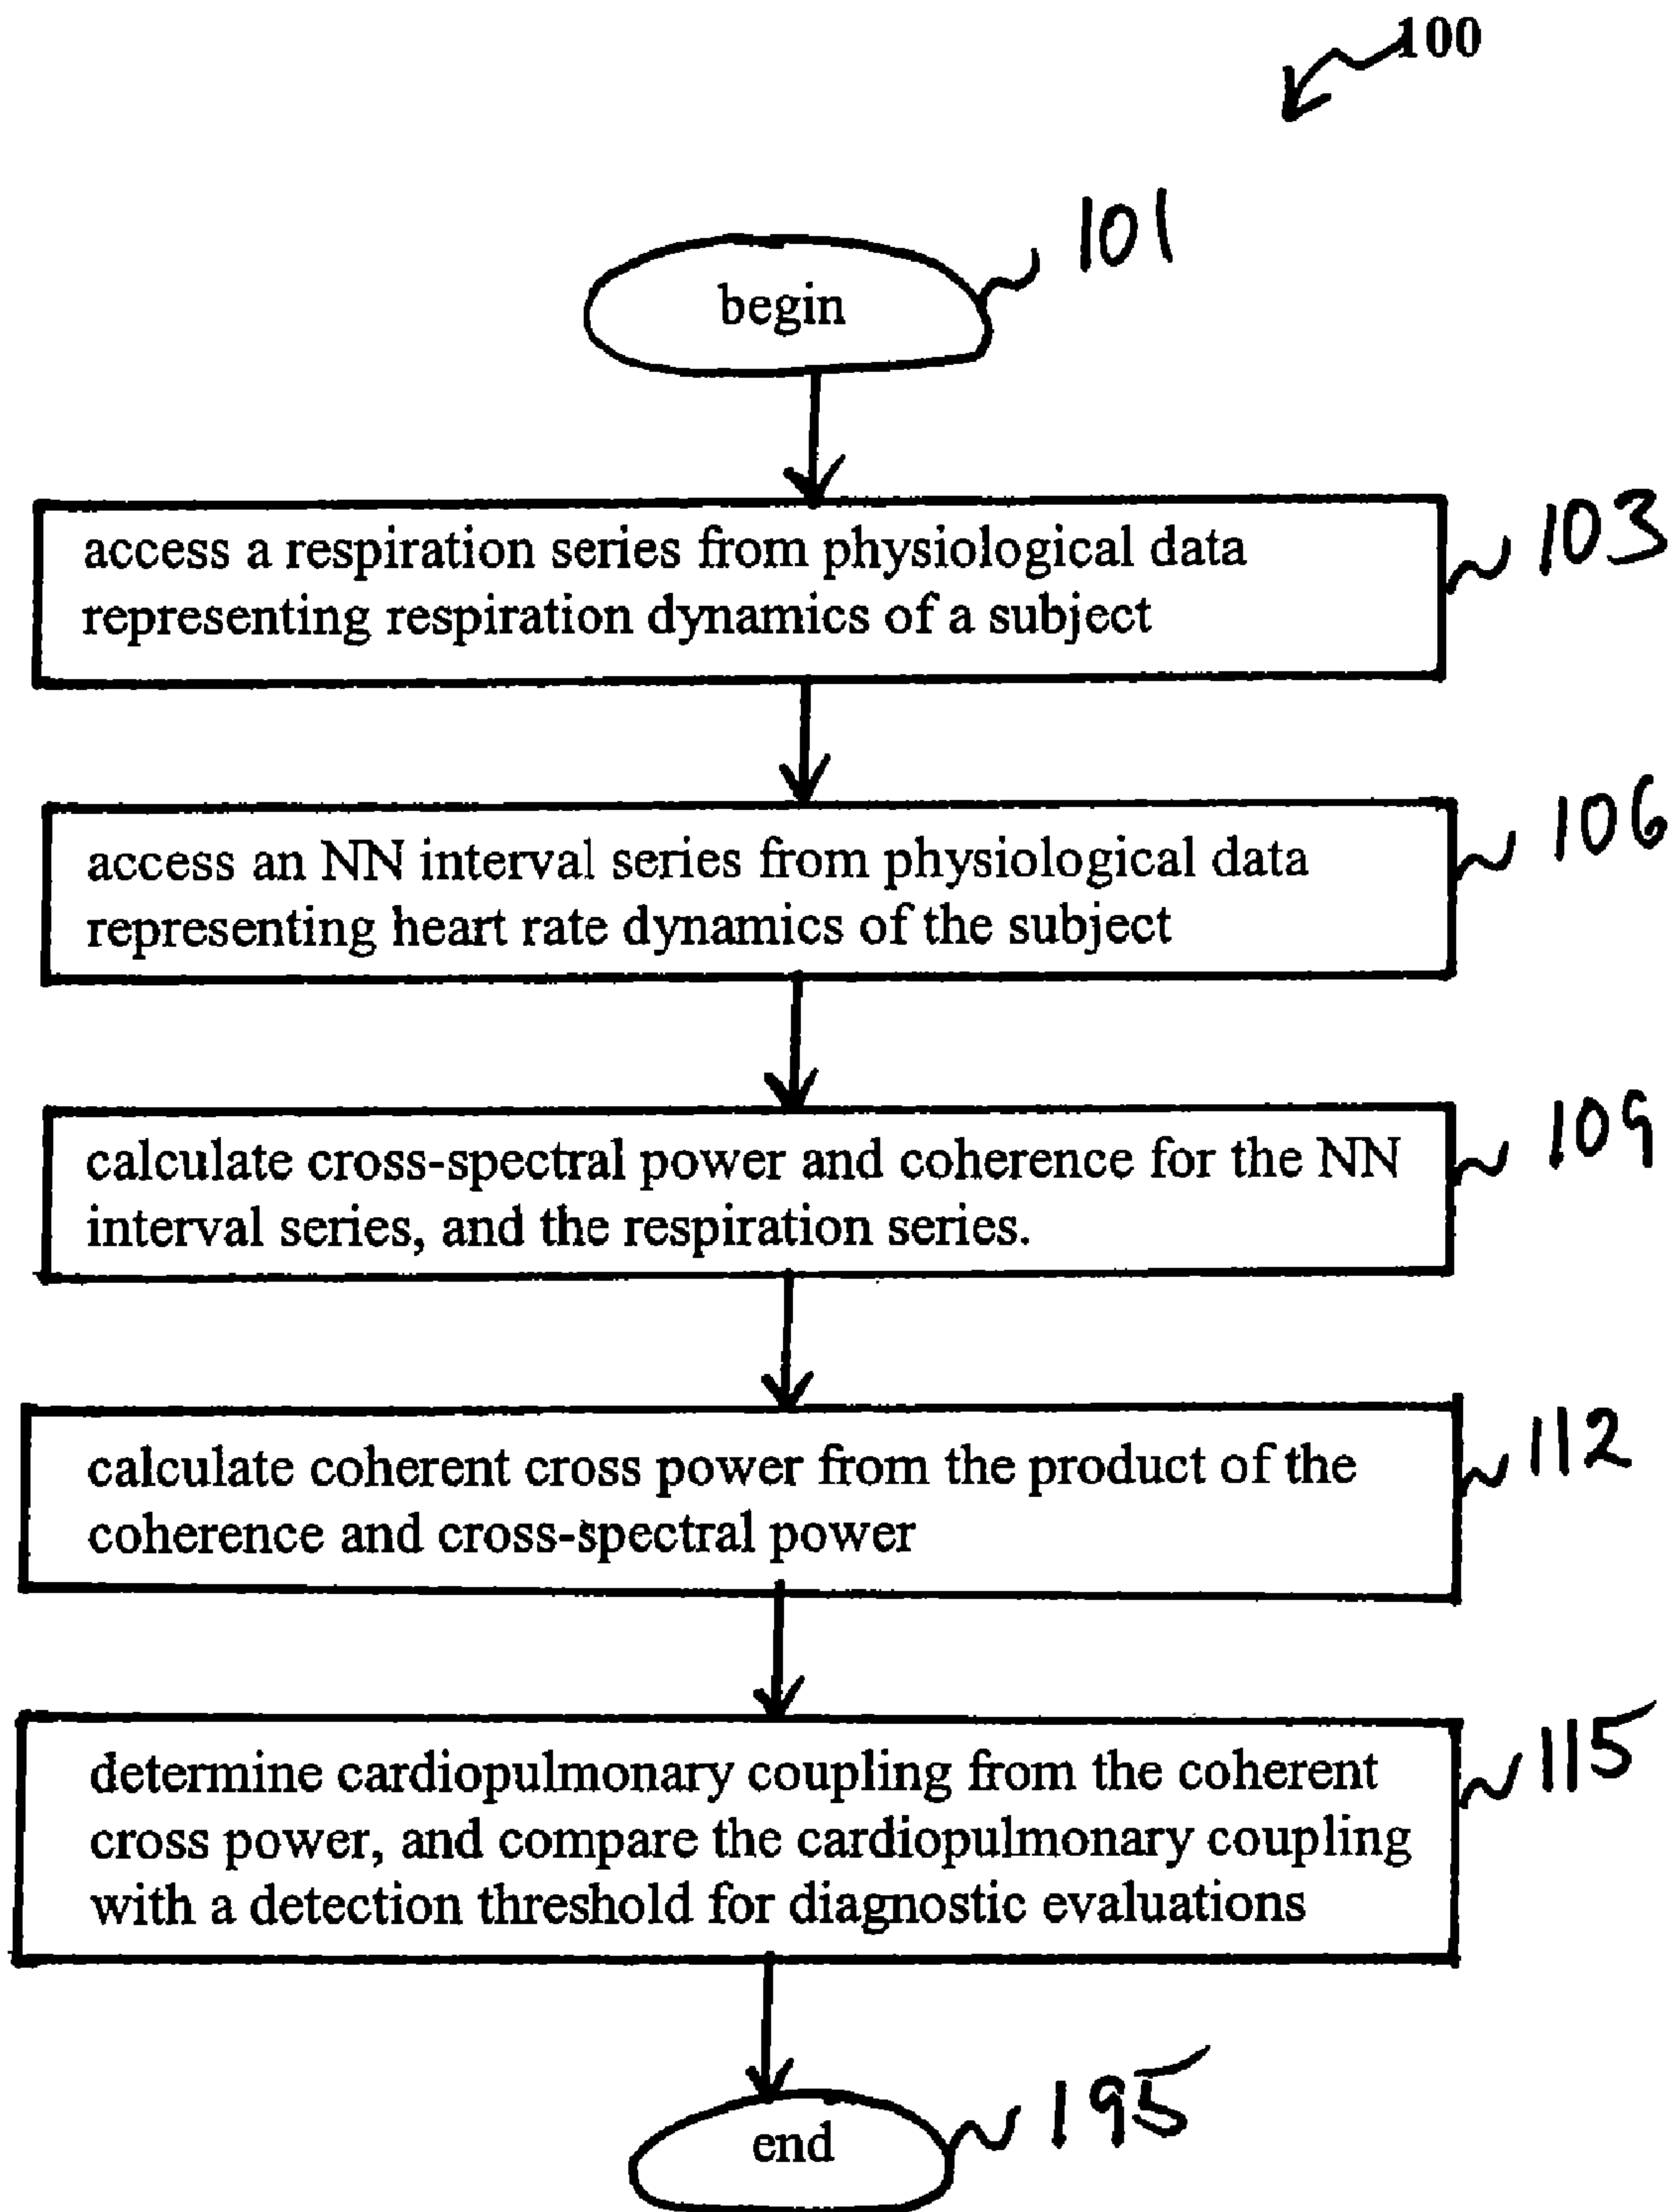 100
101
begin
access a respiration series from physiological data
representing respiration dynamics of a subject
103
access an NN interval series from physiological data
representing heart rate dynamics of the subject
106
calculate cross-spectral power and coherence for the NN
interval series, and the respiration series.
109
calculate coherent cross power from the product of the
coherence and cross-spectral power
112
determine cardiopulmonary coupling from the coherent
cross power, and compare the cardiopulmonary coupling
with a detection threshold for diagnostic evaluations
115
end
195